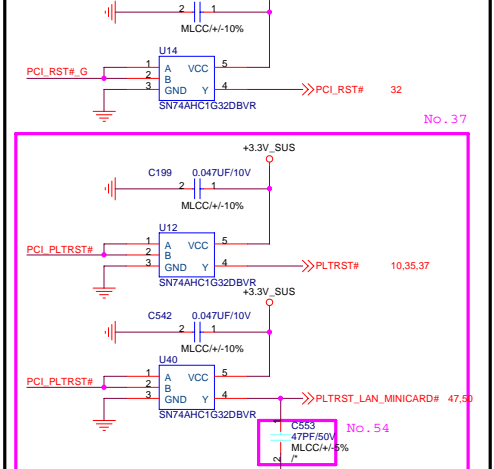 2 1
MLCC/+/-10%
U14
PCI_RST#_G
1 A VCC 5
2 B
3 GND Y 4
PCI_RST# 32
SN74AHC1G32DBVR
No.37
+3.3V_SUS
C199 0.047UF/10V
2 1
MLCC/+/-10%
U12
PCI_PLTRST#
1 A VCC 5
2 B
3 GND Y 4
PLTRST# 10,35,37
SN74AHC1G32DBVR
+3.3V_SUS
C542 0.047UF/10V
2 1
MLCC/+/-10%
U40
PCI_PLTRST#
1 A VCC 5
2 B
3 GND Y 4
PLTRST_LAN_MINICARD# 47,50
SN74AHC1G32DBVR
1
C553
No.54
47PF/50V
MLCC/+/-5%
2
/*